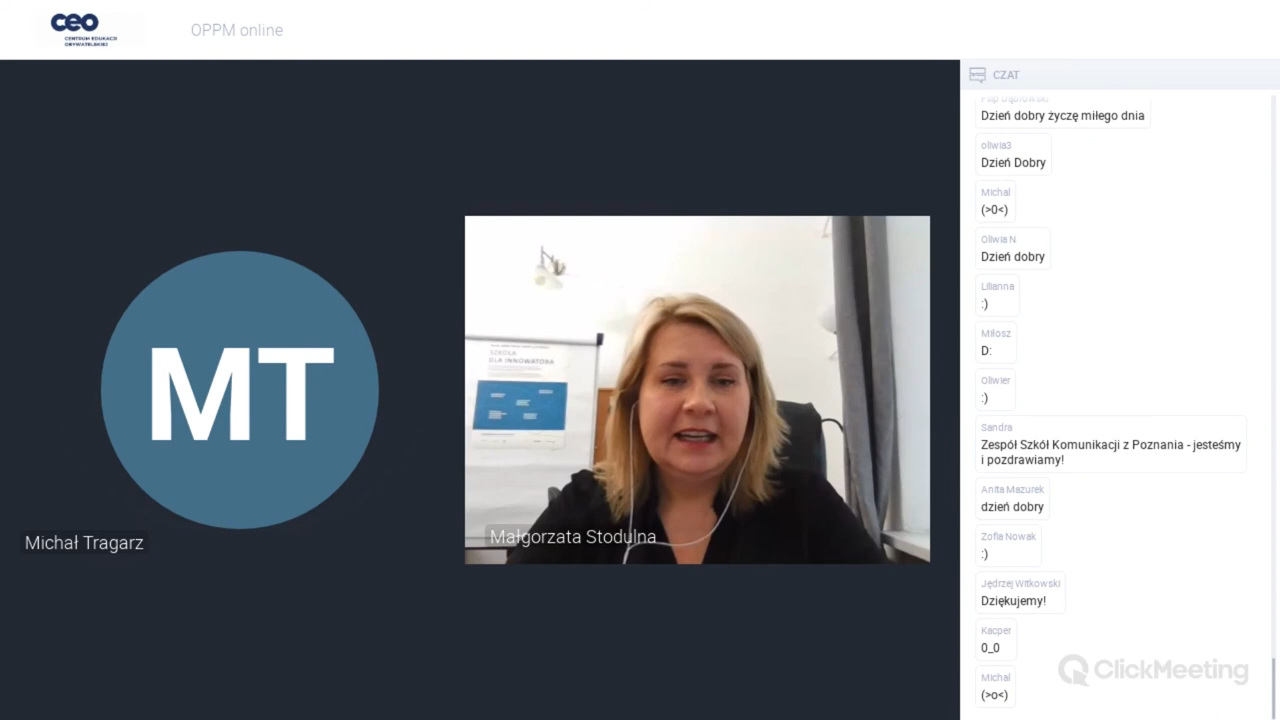 ceo
CENTRUM EDUKACJI
OBYWATELSKIEJ
OPPM online
CZAT
Dzień dobry życzę miłego dnia
oliwia3
Dzień Dobry
Michal
(>0<)
Oliwia N
Dzień dobry
Lilianna
:)
Miłosz
D:
Oliwier
:)
Sandra
Zespół Szkół Komunikacji z Poznania - jesteśmy
i pozdrawiamy!
Anita Mazurek
dzień dobry
Zofia Nowak
:)
Jędrzej Witkowski
Dziękujemy!
Kacper
0_0
Michal
(>o<)
ClickMeeting
MT
Michał Tragarz
SZKOŁA
DLA INNOWATORA
Małgorzata Stodulna